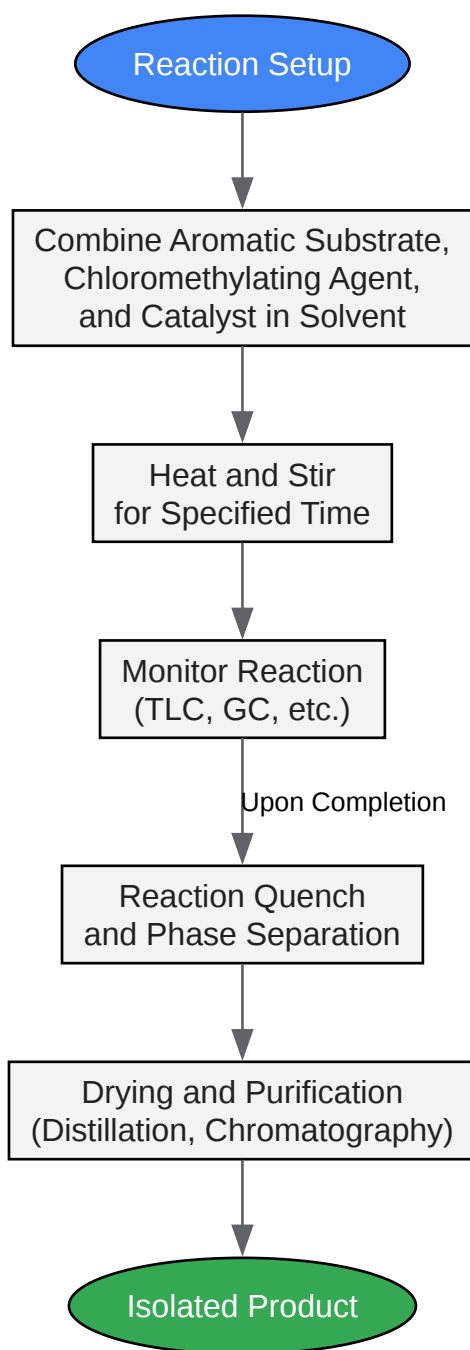 Reaction Setup
Combine Aromatic Substrate,
Chloromethylating Agent,
and Catalyst in Solvent
Heat and Stir
for Specified Time
Monitor Reaction
(TLC, GC, etc.)
Upon Completion
Reaction Quench
and Phase Separation
Drying and Purification
(Distillation, Chromatography)
Isolated Product